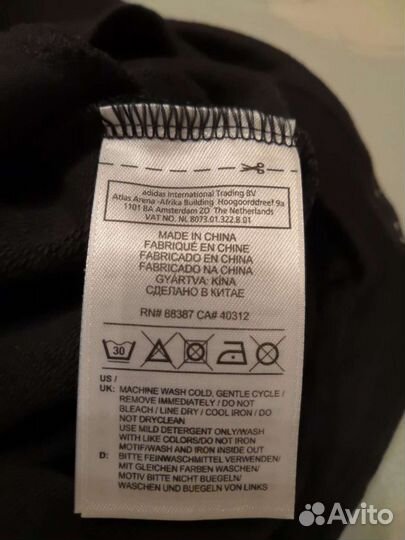 adidas International Trading BV
Atlas Arena -Afrika Building Hoogoorddreef 9a
1101 BA Amsterdam ZO The Netherlands
VAT NO. NL 8073.01.322.B.01
MADE IN CHINA
FABRIQUÉ EN CHINE
FABRICADO EN CHINA
FABRICADO NA CHINA
GYÁRTVA: KÍNA
СДЕЛАНО В КИТАЕ
RN# 88387 CA# 40312
30
US /
UK: MACHINE WASH COLD, GENTLE CYCLE /
REMOVE IMMEDIATELY / DO NOT
BLEACH / LINE DRY / COOL IRON / DO
NOT DRYCLEAN
USE MILD DETERGENT ONLY/WASH
WITH LIKE COLORS/DO NOT IRON
MOTIF/WASH AND IRON INSIDE OUT
D: BITTE FEINWASCHMITTEL VERWENDEN/
MIT GLEICHEN FARBEN WASCHEN/
MOTIV BITTE NICHT BUEGELN/
WASCHEN UND BUEGELN VON LINKS
Avito